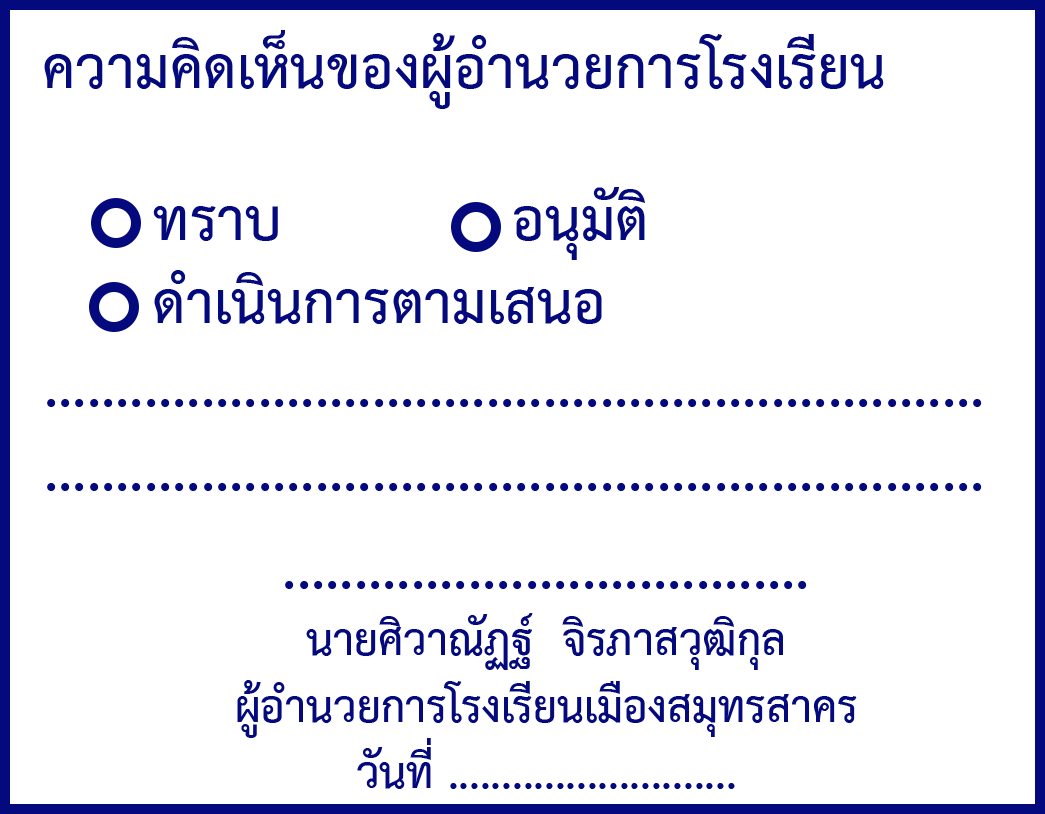 ความคิดเห็นของผู้อำนวยการโรงเรียน
ทราบ อนุมัติ
ดำเนินการตามเสนอ
..................................................................
..................................................................
.....................................
นายศิวาณัฏฐ์ จิรภาสวุฒิกุล
ผู้อำนวยการโรงเรียนเมืองสมุทรสาคร
วันที่ .........................